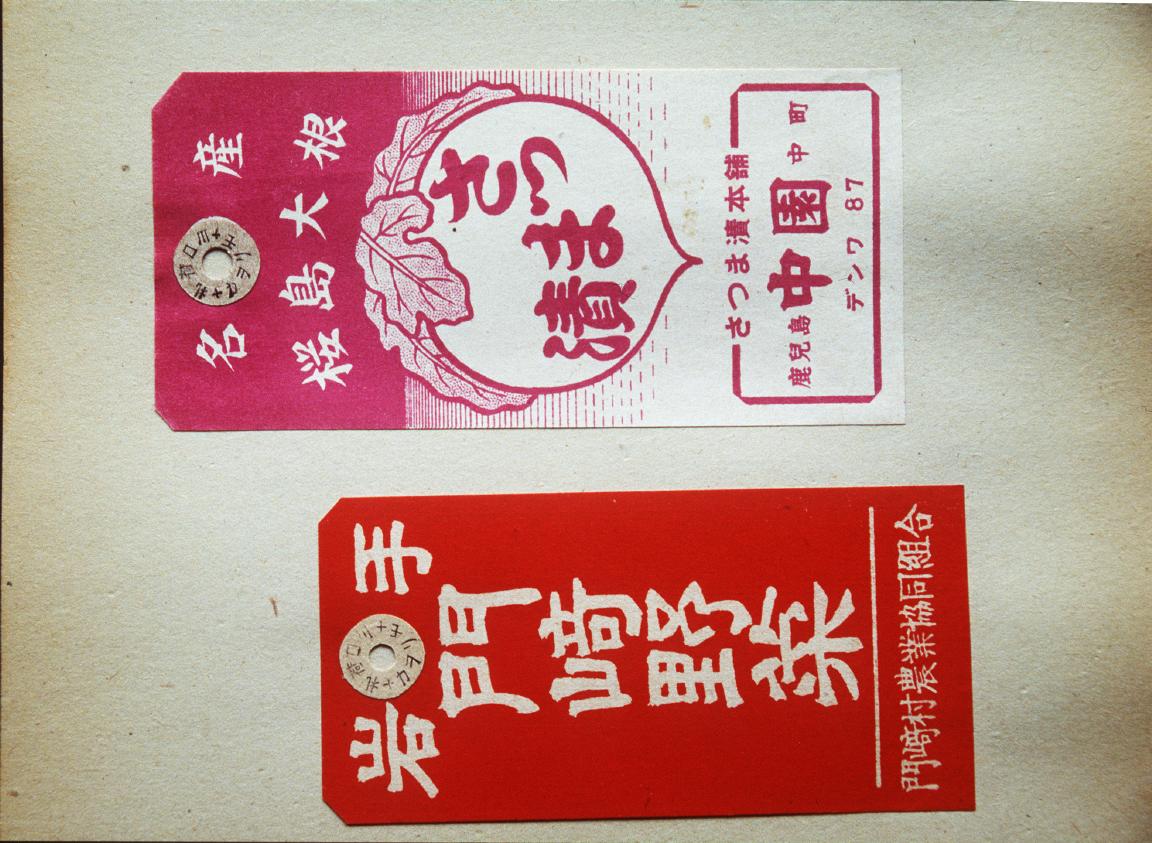 名産
桜島大根
さつま
漬
さつま漬本舗
鹿児島 中園 中町
デンワ 87
岩手
門崎
野菜
門崎村農業協同組合